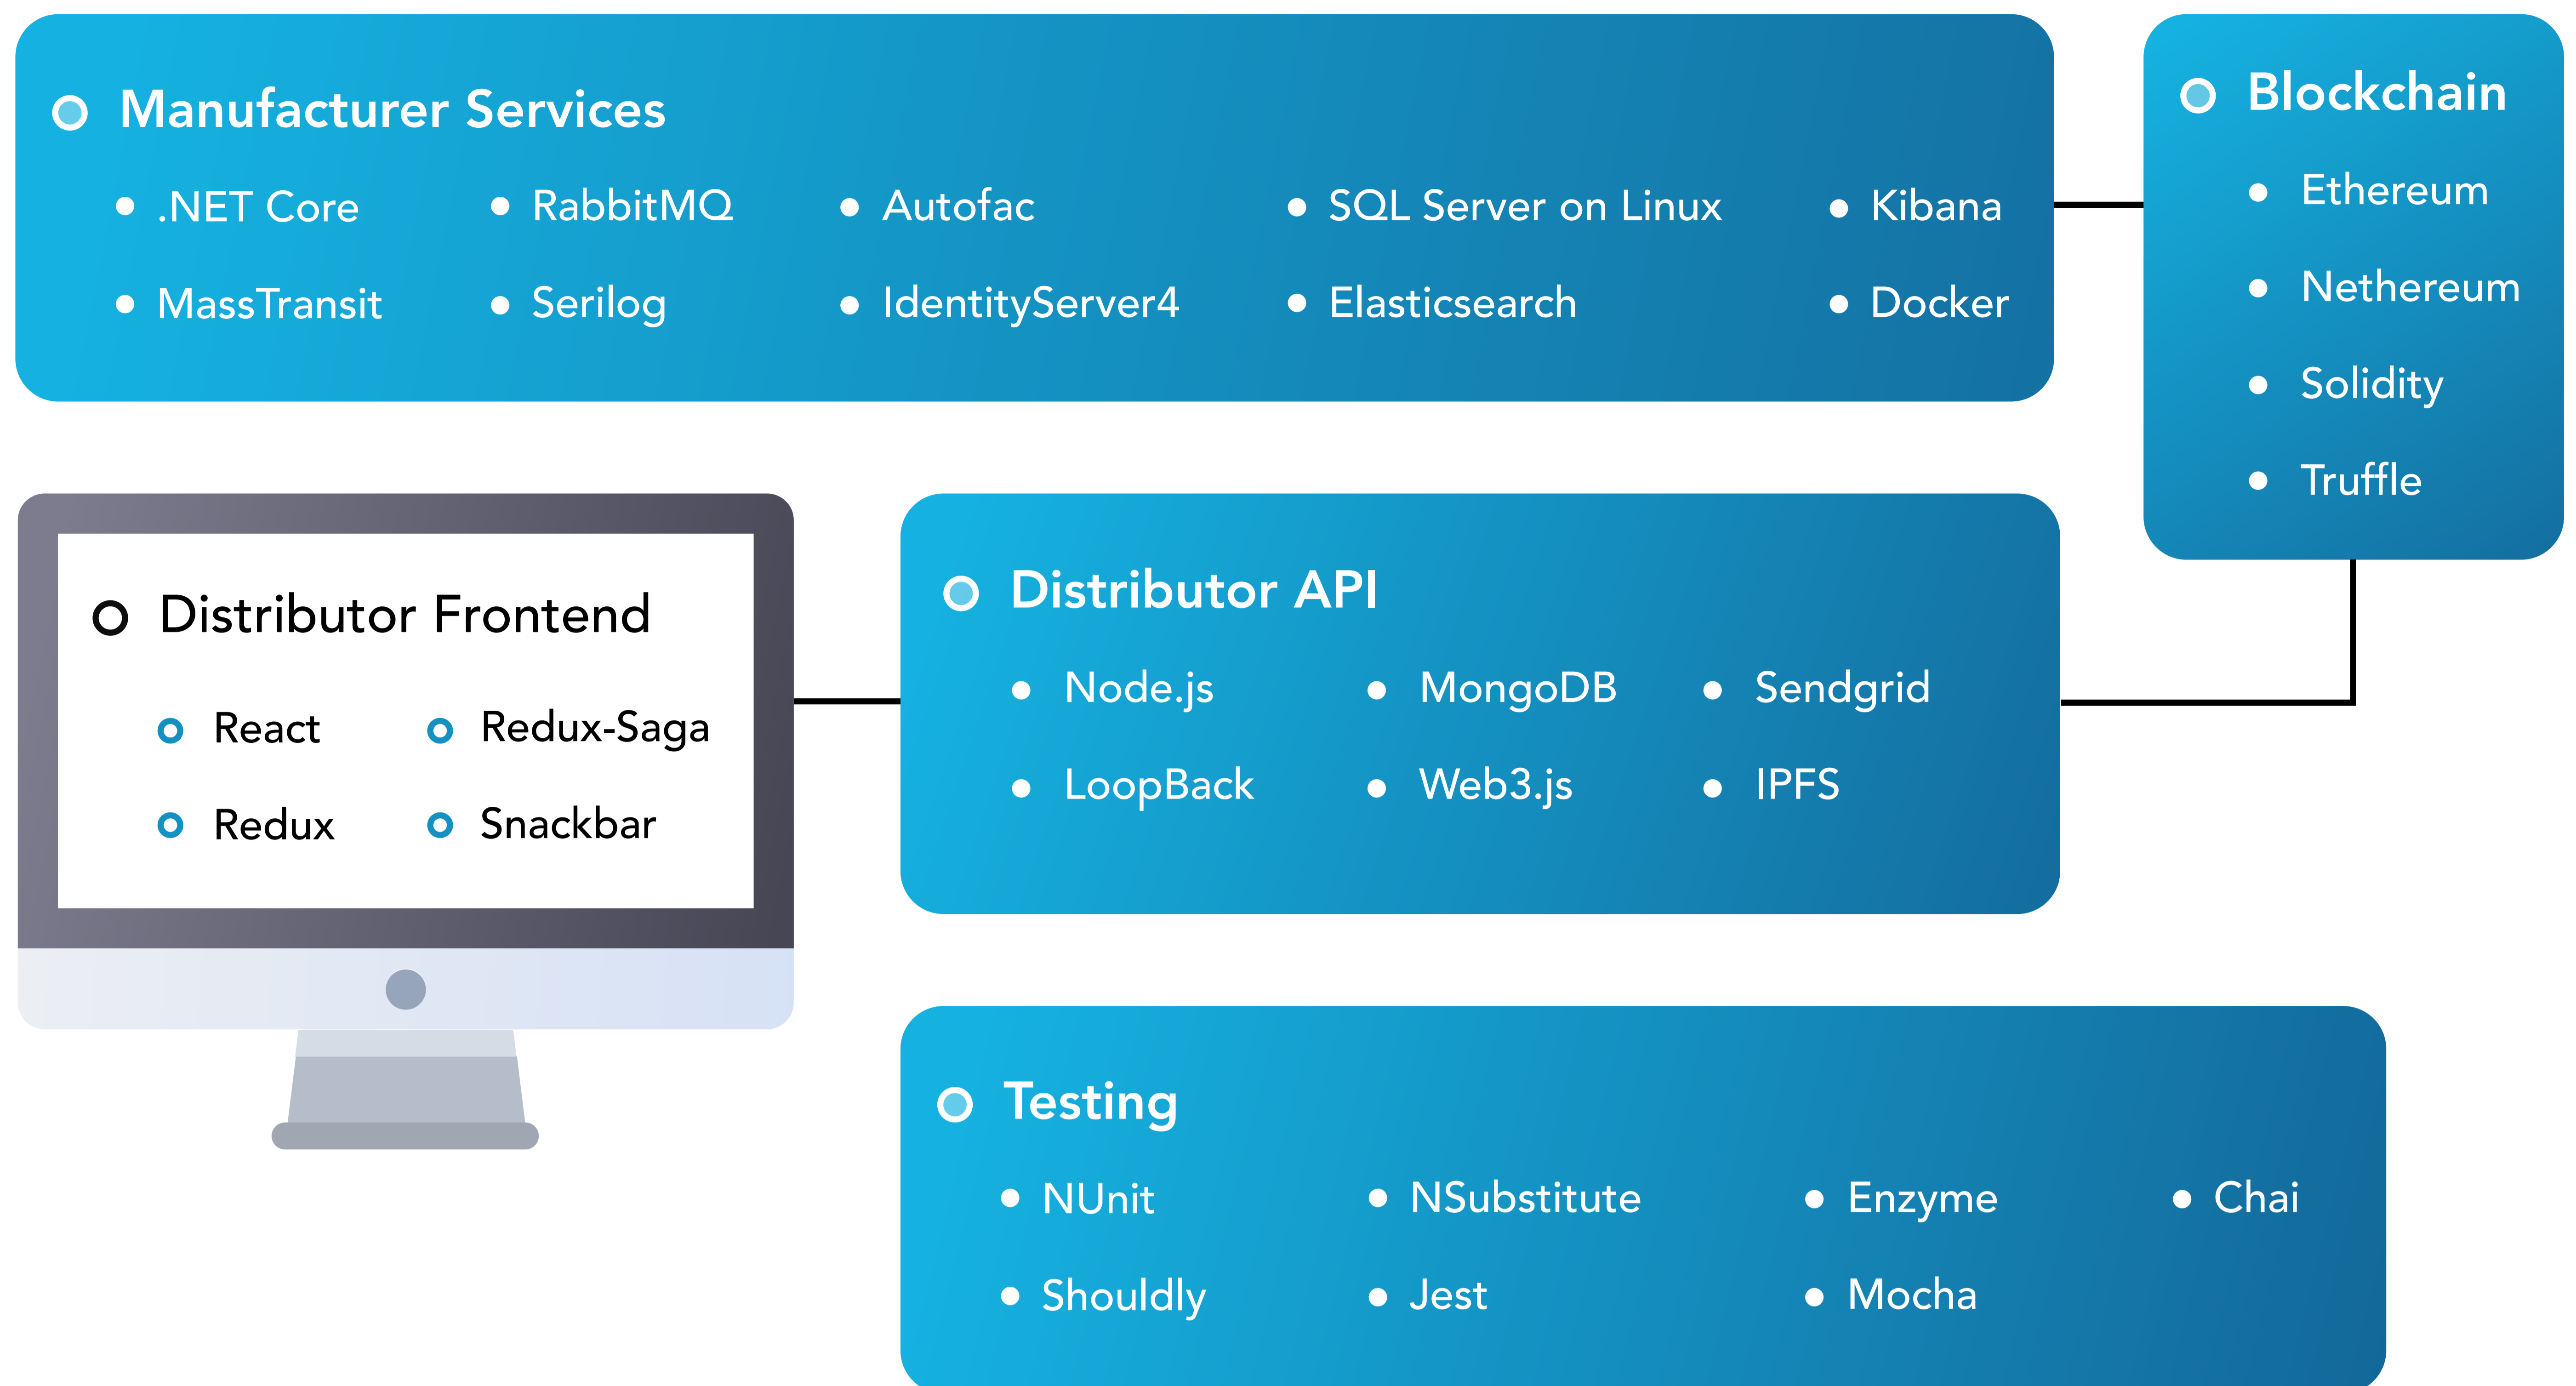 Manufacturer Services
.NET Core
RabbitMQ
Autofac
SQL Server on Linux
Kibana
MassTransit
Serilog
IdentityServer4
Elasticsearch
Docker
Blockchain
Ethereum
Nethereum
Solidity
Truffle
Distributor Frontend
React
Redux-Saga
Redux
Snackbar
Distributor API
Node.js
MongoDB
Sendgrid
LoopBack
Web3.js
IPFS
Testing
NUnit
NSubstitute
Enzyme
Chai
Shouldly
Jest
Mocha